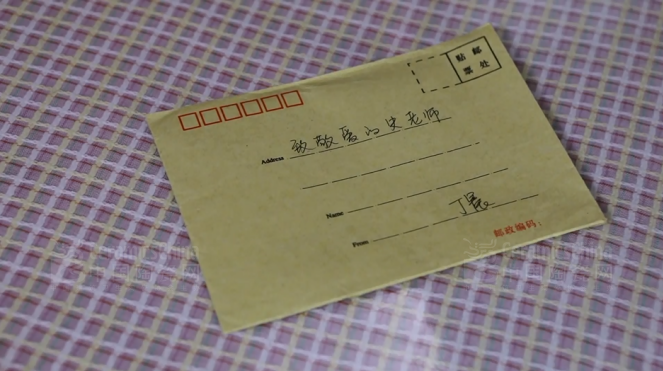 贴邮
票处
Address 致敬爱的史老师
Name
From 丁晨
邮政编码：